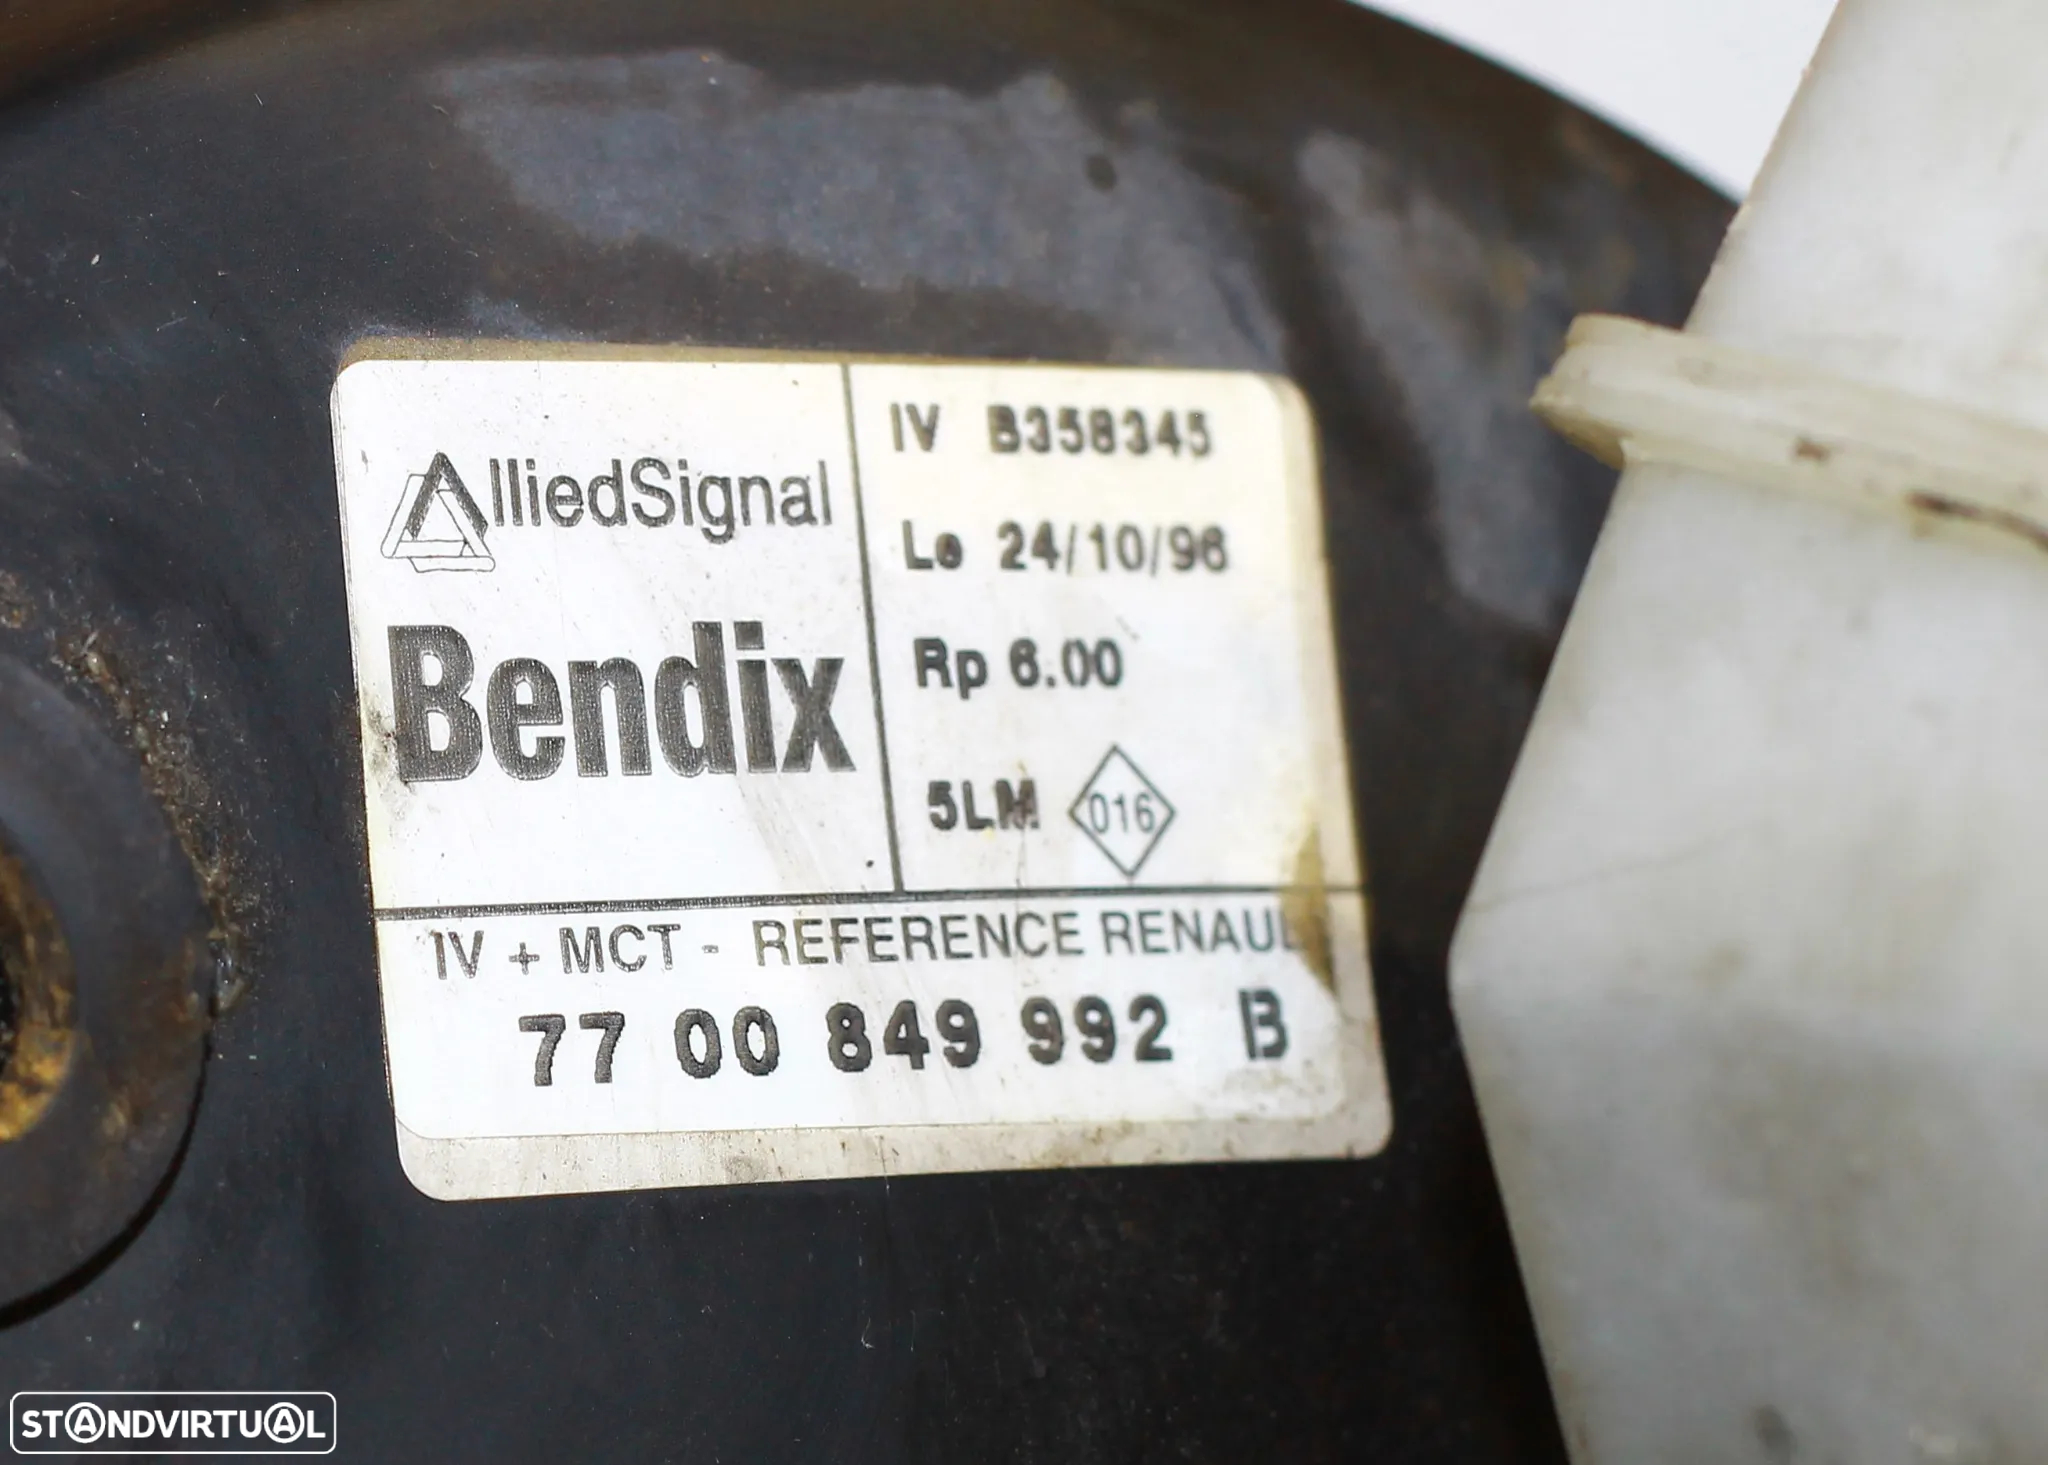 AlliedSignal
Bendix
IV B358345
Le 24/10/96
Rp 6.00
5LM 016
IV + MCT - REFERENCE RENAUL
77 00 849 992 B
STANDVIRTUAL